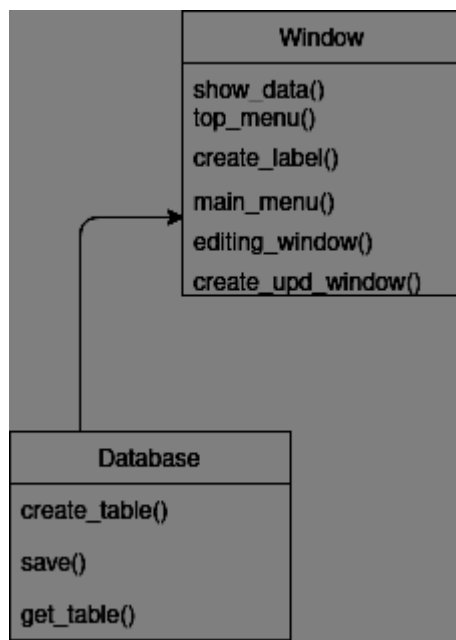 Window
show_data()
top_menu()
create_label()
main_menu()
editing_window()
create_upd_window()
Database
create_table()
save()
get_table()